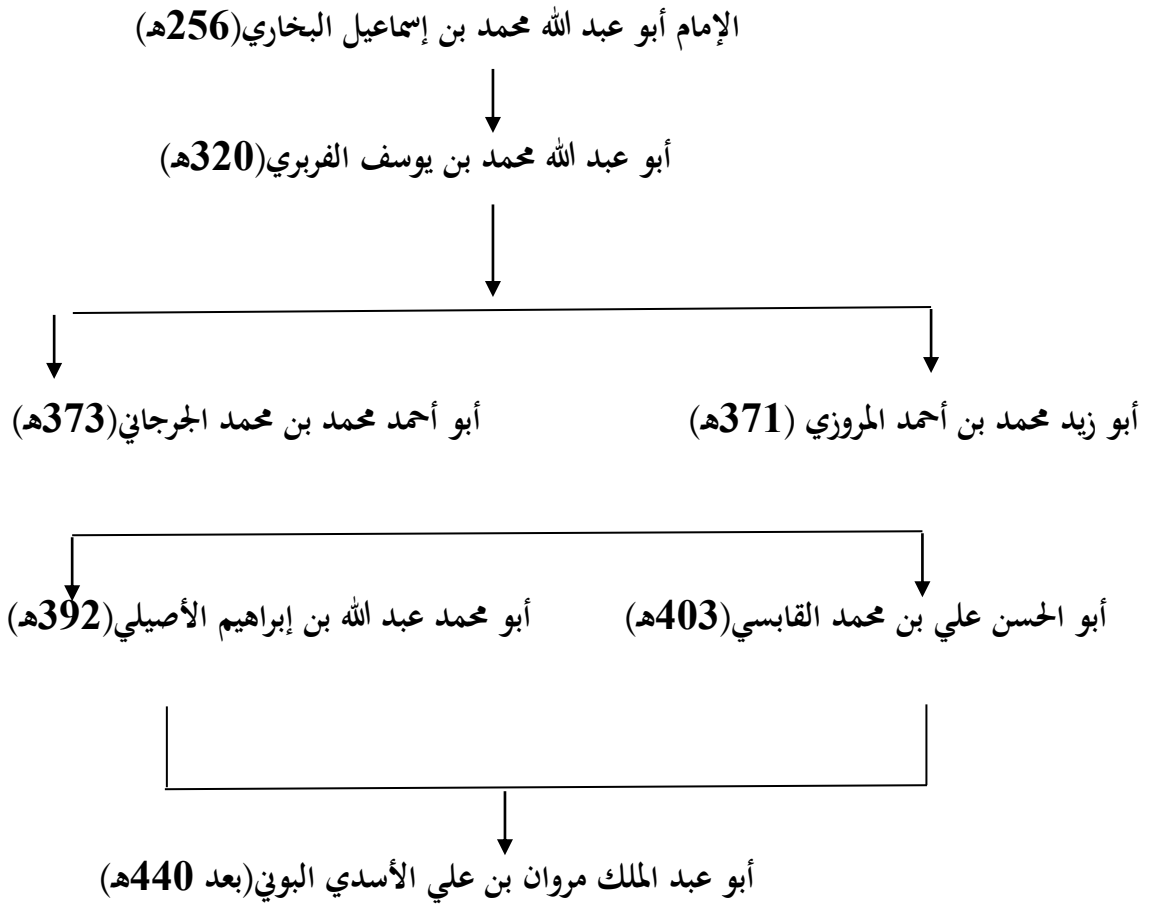 الإمام أبو عبد الله محمد بن إسماعيل البخاري(256هـ)
أبو عبد الله محمد بن يوسف الفربري(320هـ)
أبو زيد محمد بن أحمد المروزي (371هـ)
أبو أحمد محمد بن محمد الجرجاني(373هـ)
أبو الحسن علي بن محمد القابسي(403هـ)
أبو محمد عبد الله بن إبراهيم الأصيلي(392هـ)
أبو عبد الملك مروان بن علي الأسدي البوني(بعد 440هـ)